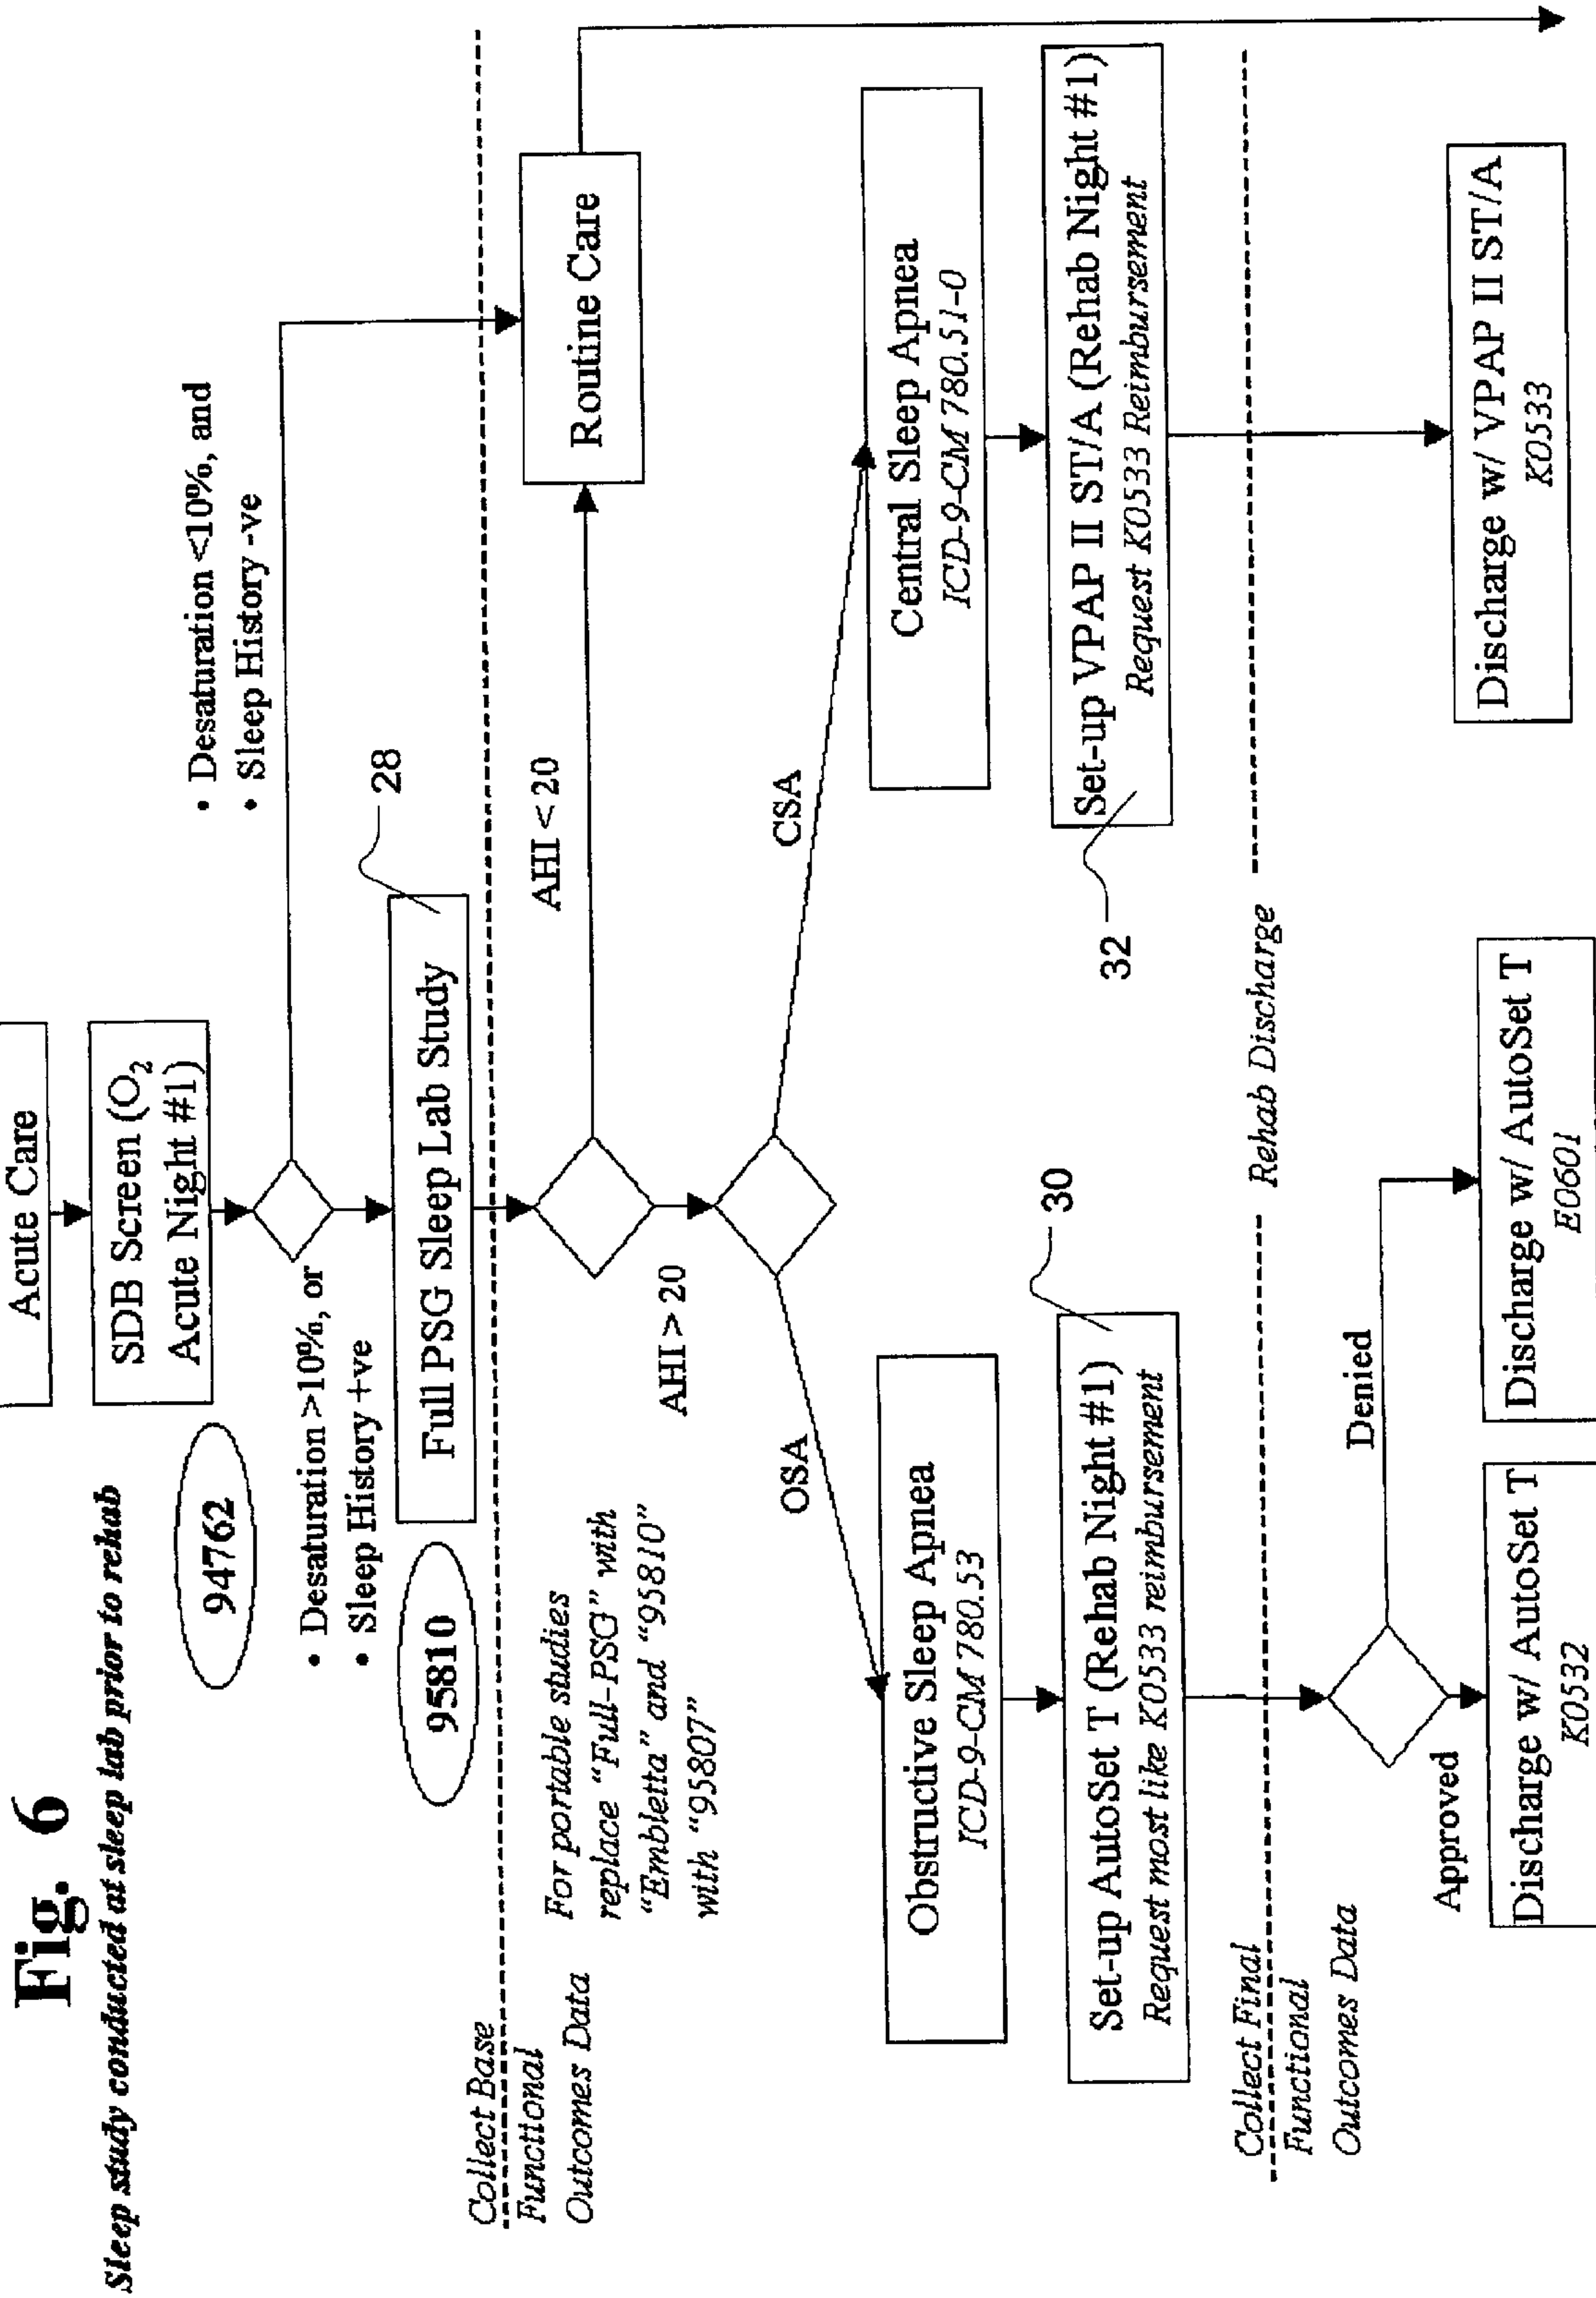 Fig. 6
Sleep study conducted at sleep lab prior to rehab
Acute Care
94762
SDB Screen (O2
Acute Night #1)
• Desaturation >10%, or
• Sleep History +ve
• Desaturation <10%, and
• Sleep History -ve
95810
Full PSG Sleep Lab Study
28
Collect Base
Functional
Outcomes Data
For portable studies
replace "Full-PSG" with
"Embletta" and "95810"
with "95807"
AHI < 20
Routine Care
AHI > 20
OSA
CSA
Obstructive Sleep Apnea
ICD-9-CM 780.53
Central Sleep Apnea
ICD-9-CM 780.51-0
Set-up AutoSet T (Rehab Night #1)
Request most like K0533 reimbursement
30
32
Set-up VPAP II ST/A (Rehab Night #1)
Request K0533 Reimbursement
Collect Final
Functional
Outcomes Data
Rehab Discharge
Approved
Denied
Discharge w/ AutoSet T
K0532
Discharge w/ AutoSet T
E0601
Discharge w/ VPAP II ST/A
K0533